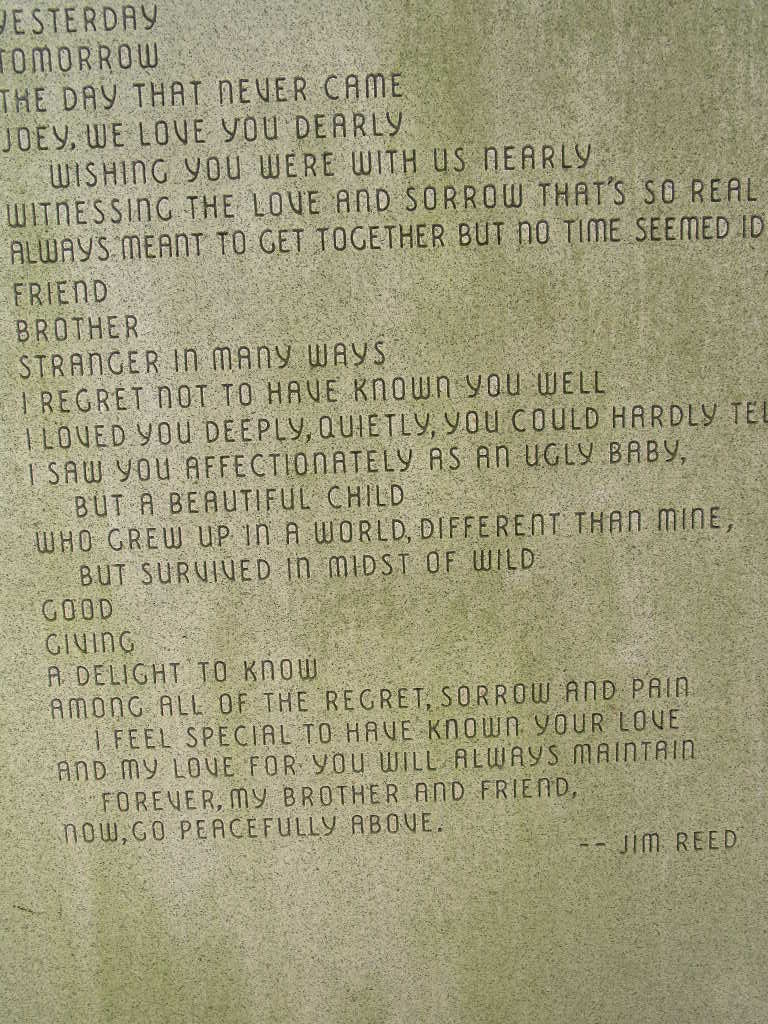 YESTERDAY
TOMORROW
THE DAY THAT NEVER CAME
JOEY, WE LOVE YOU DEARLY
WISHING YOU WERE WITH US NEARLY
WITNESSING THE LOVE AND SORROW THAT'S SO REAL
ALWAYS MEANT TO GET TOGETHER BUT NO TIME SEEMED ID
FRIEND
BROTHER
STRANGER IN MANY WAYS
I REGRET NOT TO HAVE KNOWN YOU WELL
I LOVED YOU DEEPLY, QUIETLY, YOU COULD HARDLY TEL
I SAW YOU AFFECTIONATELY AS AN UGLY BABY,
BUT A BEAUTIFUL CHILD
WHO GREW UP IN A WORLD, DIFFERENT THAN MINE,
BUT SURVIVED IN MIDST OF WILD
GOOD
GIVING
A DELIGHT TO KNOW
AMONG ALL OF THE REGRET, SORROW AND PAIN
I FEEL SPECIAL TO HAVE KNOWN YOUR LOVE
AND MY LOVE FOR YOU WILL ALWAYS MAINTAIN
FOREVER, MY BROTHER AND FRIEND,
NOW, GO PEACEFULLY ABOVE.
-- JIM REED